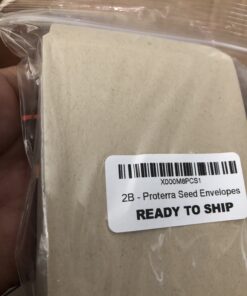 X000M8PCS1
2B - Proterra Seed Envelopes
READY TO SHIP